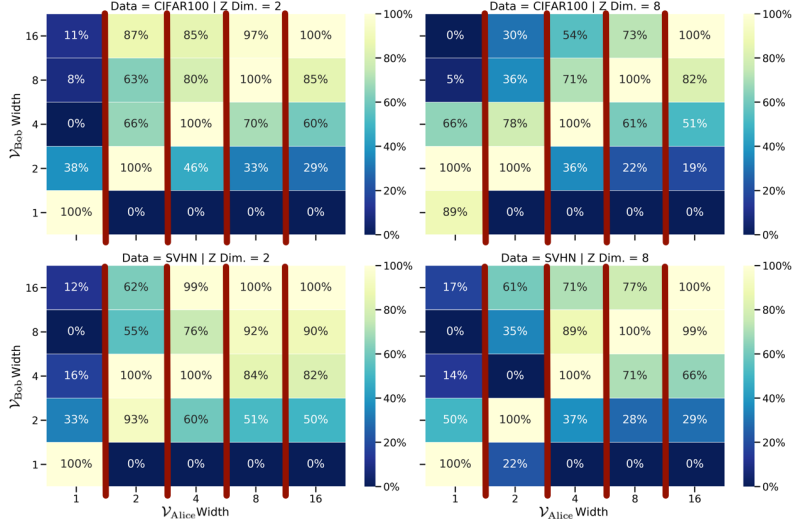 Data = CIFAR100 | Z Dim. = 2
16 11% 87% 85% 97% 100%
8 8% 63% 80% 100% 85%
4 0% 66% 100% 70% 60%
2 38% 100% 46% 33% 29%
1 100% 0% 0% 0% 0%
𝒱Bob Width
100%
80%
60%
40%
20%
0%
Data = CIFAR100 | Z Dim. = 8
0% 30% 54% 73% 100%
5% 36% 71% 100% 82%
66% 78% 100% 61% 51%
100% 100% 36% 22% 19%
89% 0% 0% 0% 0%
100%
80%
60%
40%
20%
0%
Data = SVHN | Z Dim. = 2
16 12% 62% 99% 100% 100%
8 0% 55% 76% 92% 90%
4 16% 100% 100% 84% 82%
2 33% 93% 60% 51% 50%
1 100% 0% 0% 0% 0%
𝒱Bob Width
1 2 4 8 16
𝒱Alice Width
100%
80%
60%
40%
20%
0%
Data = SVHN | Z Dim. = 8
17% 61% 71% 77% 100%
0% 35% 89% 100% 99%
14% 0% 100% 71% 66%
50% 100% 37% 28% 29%
100% 22% 0% 0% 0%
1 2 4 8 16
𝒱Alice Width
100%
80%
60%
40%
20%
0%